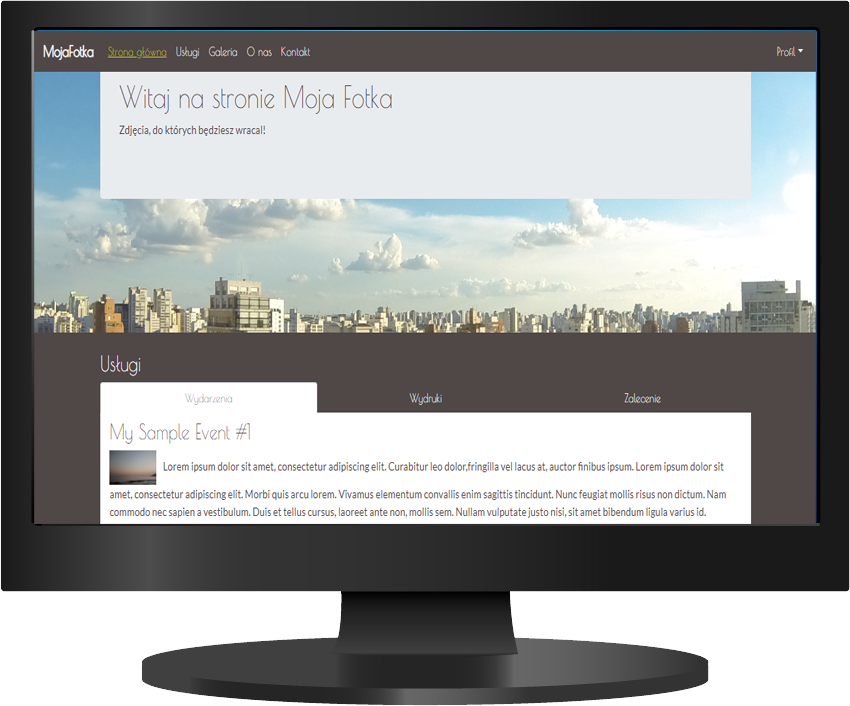 MojaFotka Strona główna Usługi Galeria O nas Kontakt Profil
Witaj na stronie Moja Fotka
Zdjęcia, do których będziesz wracał!
Usługi
Wydarzenia Wydruki Zalecenie
My Sample Event #1
Lorem ipsum dolor sit amet, consectetur adipiscing elit. Curabitur leo dolor,fringilla vel lacus at, auctor finibus ipsum. Lorem ipsum dolor sit
amet, consectetur adipiscing elit. Morbi quis arcu lorem. Vivamus elementum convallis enim sagittis tincidunt. Nunc feugiat mollis risus non dictum. Nam
commodo nec sapien a vestibulum. Duis et tellus cursus, laoreet ante non, mollis sem. Nullam vulputate justo nisi, sit amet bibendum ligula varius id.